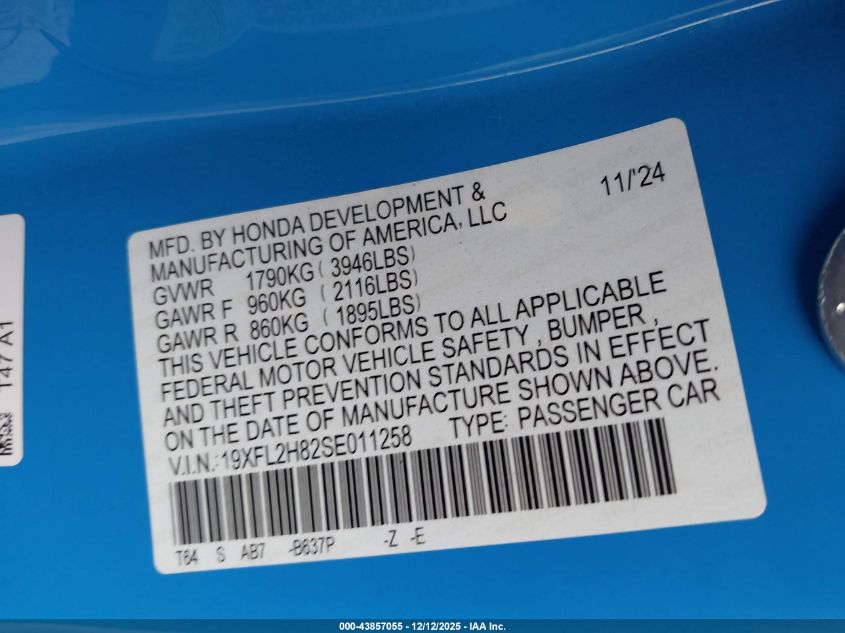 MFD. BY HONDA DEVELOPMENT & 11/'24
MANUFACTURING OF AMERICA, LLC
GVWR 1790KG ( 3946LBS)
GAWR F 960KG ( 2116LBS)
GAWR R 860KG ( 1895LBS)
THIS VEHICLE CONFORMS TO ALL APPLICABLE
FEDERAL MOTOR VEHICLE SAFETY , BUMPER ,
AND THEFT PREVENTION STANDARDS IN EFFECT
ON THE DATE OF MANUFACTURE SHOWN ABOVE.
V.I.N.: 19XFL2H82SE011258 TYPE: PASSENGER CAR
T64 S AB7 -B637P -Z -E
T47 A1
000-43857055 - 12/12/2025 - IAA Inc.